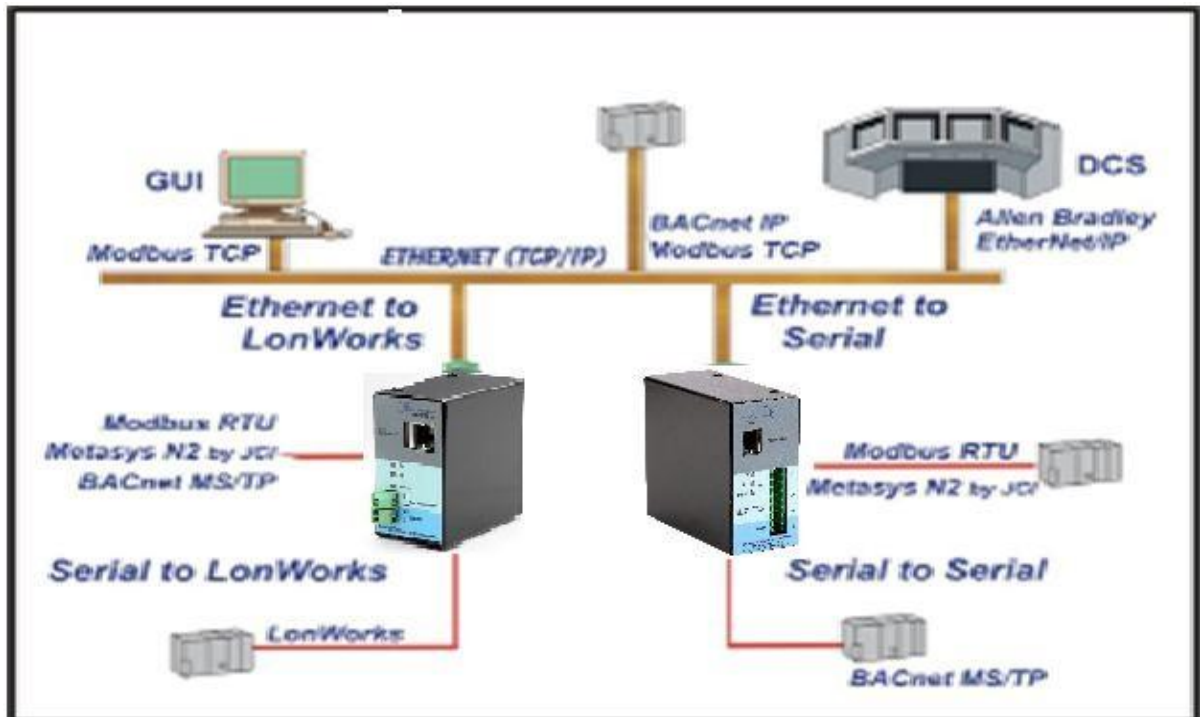 GUI
DCS
Modbus TCP
ETHERNET (TCP/IP)
BACnet IP
Modbus TCP
Allen Bradley
EtherNet/IP
Ethernet to
LonWorks
Ethernet to
Serial
Modbus RTU
Metasys N2 by JCI
BACnet MS/TP
Modbus RTU
Metasys N2 by JCI
Serial to LonWorks
Serial to Serial
LonWorks
BACnet MS/TP